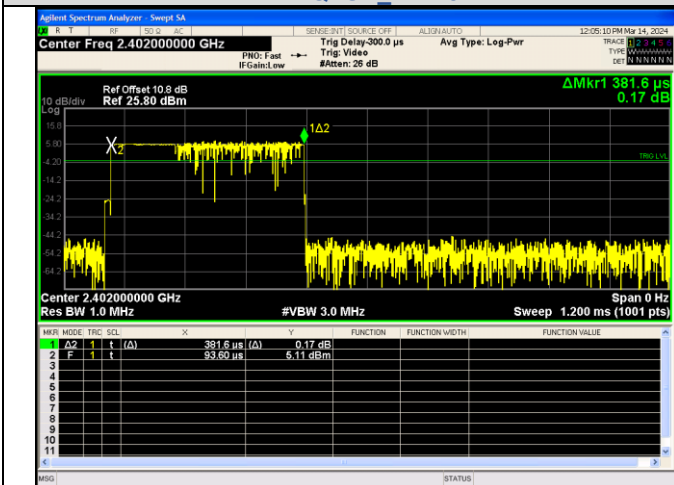 Agilent Spectrum Analyzer - Swept SA
R T RF 50 Ω AC SENSE:INT SOURCE OFF ALIGN AUTO 12:05:10 PM Mar 14, 2024
Center Freq 2.402000000 GHz Trig Delay-300.0 µs Avg Type: Log-Pwr TRACE 1 2 3 4 5 6
PNO: Fast Trig: Video TYPE
IFGain:Low #Atten: 26 dB DET N N N N N N
ΔMkr1 381.6 µs
0.17 dB
Ref Offset 10.8 dB
10 dB/div Ref 25.80 dBm
Log
15.8
5.80
-4.20
-14.2
-24.2
-34.2
-44.2
-54.2
-64.2
X2
1Δ2
TRIG LVL
Center 2.402000000 GHz Span 0 Hz
Res BW 1.0 MHz #VBW 3.0 MHz Sweep 1.200 ms (1001 pts)
MKR MODE TRC SCL X Y FUNCTION FUNCTION WIDTH FUNCTION VALUE
1 Δ2 1 t (Δ) 381.6 µs (Δ) 0.17 dB
2 F 1 t 93.60 µs 5.11 dBm
3
4
5
6
7
8
9
10
11
MSG STATUS